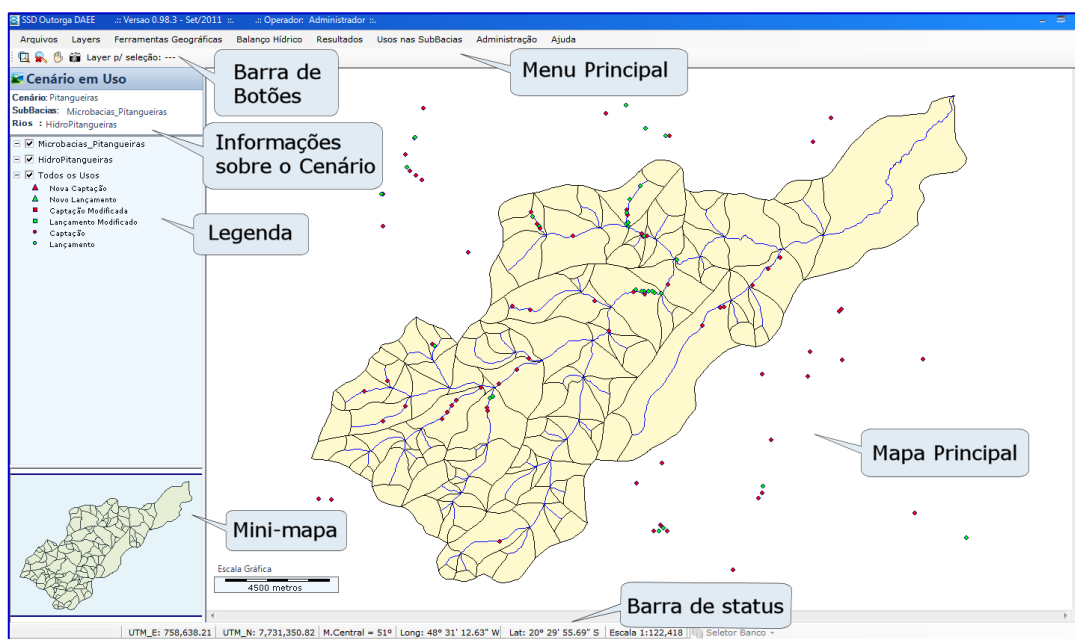 SSD Outorga DAEE .:: Versao 0.98.3 - Set/2011 ::. .:: Operador: Administrador ::.
Arquivos Layers Ferramentas Geográficas Balanço Hídrico Resultados Usos nas SubBacias Administração Ajuda
Layer p/ seleção: ---
Barra de
Botões
Menu Principal
Cenário em Uso
Cenário: Pitangueiras
SubBacias: Microbacias_Pitangueiras
Rios : HidroPitangueiras
Informações
sobre o Cenário
Microbacias_Pitangueiras
HidroPitangueiras
Todos os Usos
Nova Captação
Novo Lançamento
Captação Modificada
Lançamento Modificado
Captação
Lançamento
Legenda
Mapa Principal
Mini-mapa
Escala Gráfica
4500 metros
Barra de status
UTM_E: 758,638.21 UTM_N: 7,731,350.82 M.Central = 51º Long: 48° 31' 12.63" W Lat: 20° 29' 55.69" S Escala 1:122,418 Seletor Banco